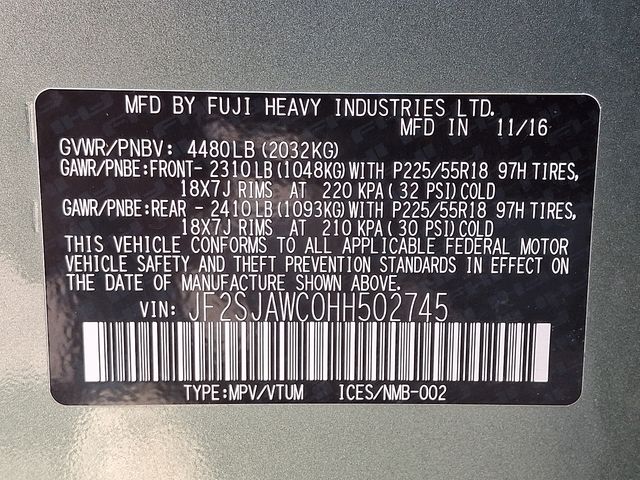 MFD BY FUJI HEAVY INDUSTRIES LTD.
MFD IN 11/16
GVWR/PNBV: 4480LB(2032KG)
GAWR/PNBE:FRONT- 2310LB(1048KG)WITH P225/55R18 97H TIRES,
18X7J RIMS AT 220 KPA(32 PSI)COLD
GAWR/PNBE:REAR - 2410LB(1093KG)WITH P225/55R18 97H TIRES,
18X7J RIMS AT 210 KPA(30 PSI)COLD
THIS VEHICLE CONFORMS TO ALL APPLICABLE FEDERAL MOTOR
VEHICLE SAFETY AND THEFT PREVENTION STANDARDS IN EFFECT ON
THE DATE OF MANUFACTURE SHOWN ABOVE.
VIN: JF2SJAWC0HH502745
TYPE:MPV/VTUM ICES/NMB-002